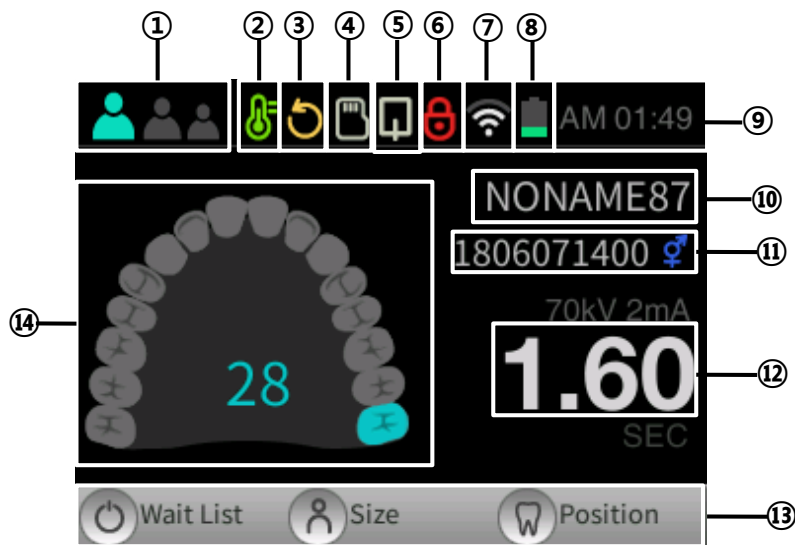 ① ② ③ ④ ⑤ ⑥ ⑦ ⑧
AM 01:49 ⑨
NONAME87 ⑩
1806071400 ⑪
70kV 2mA
⑭ 28 1.60 ⑫
SEC
Wait List Size Position ⑬